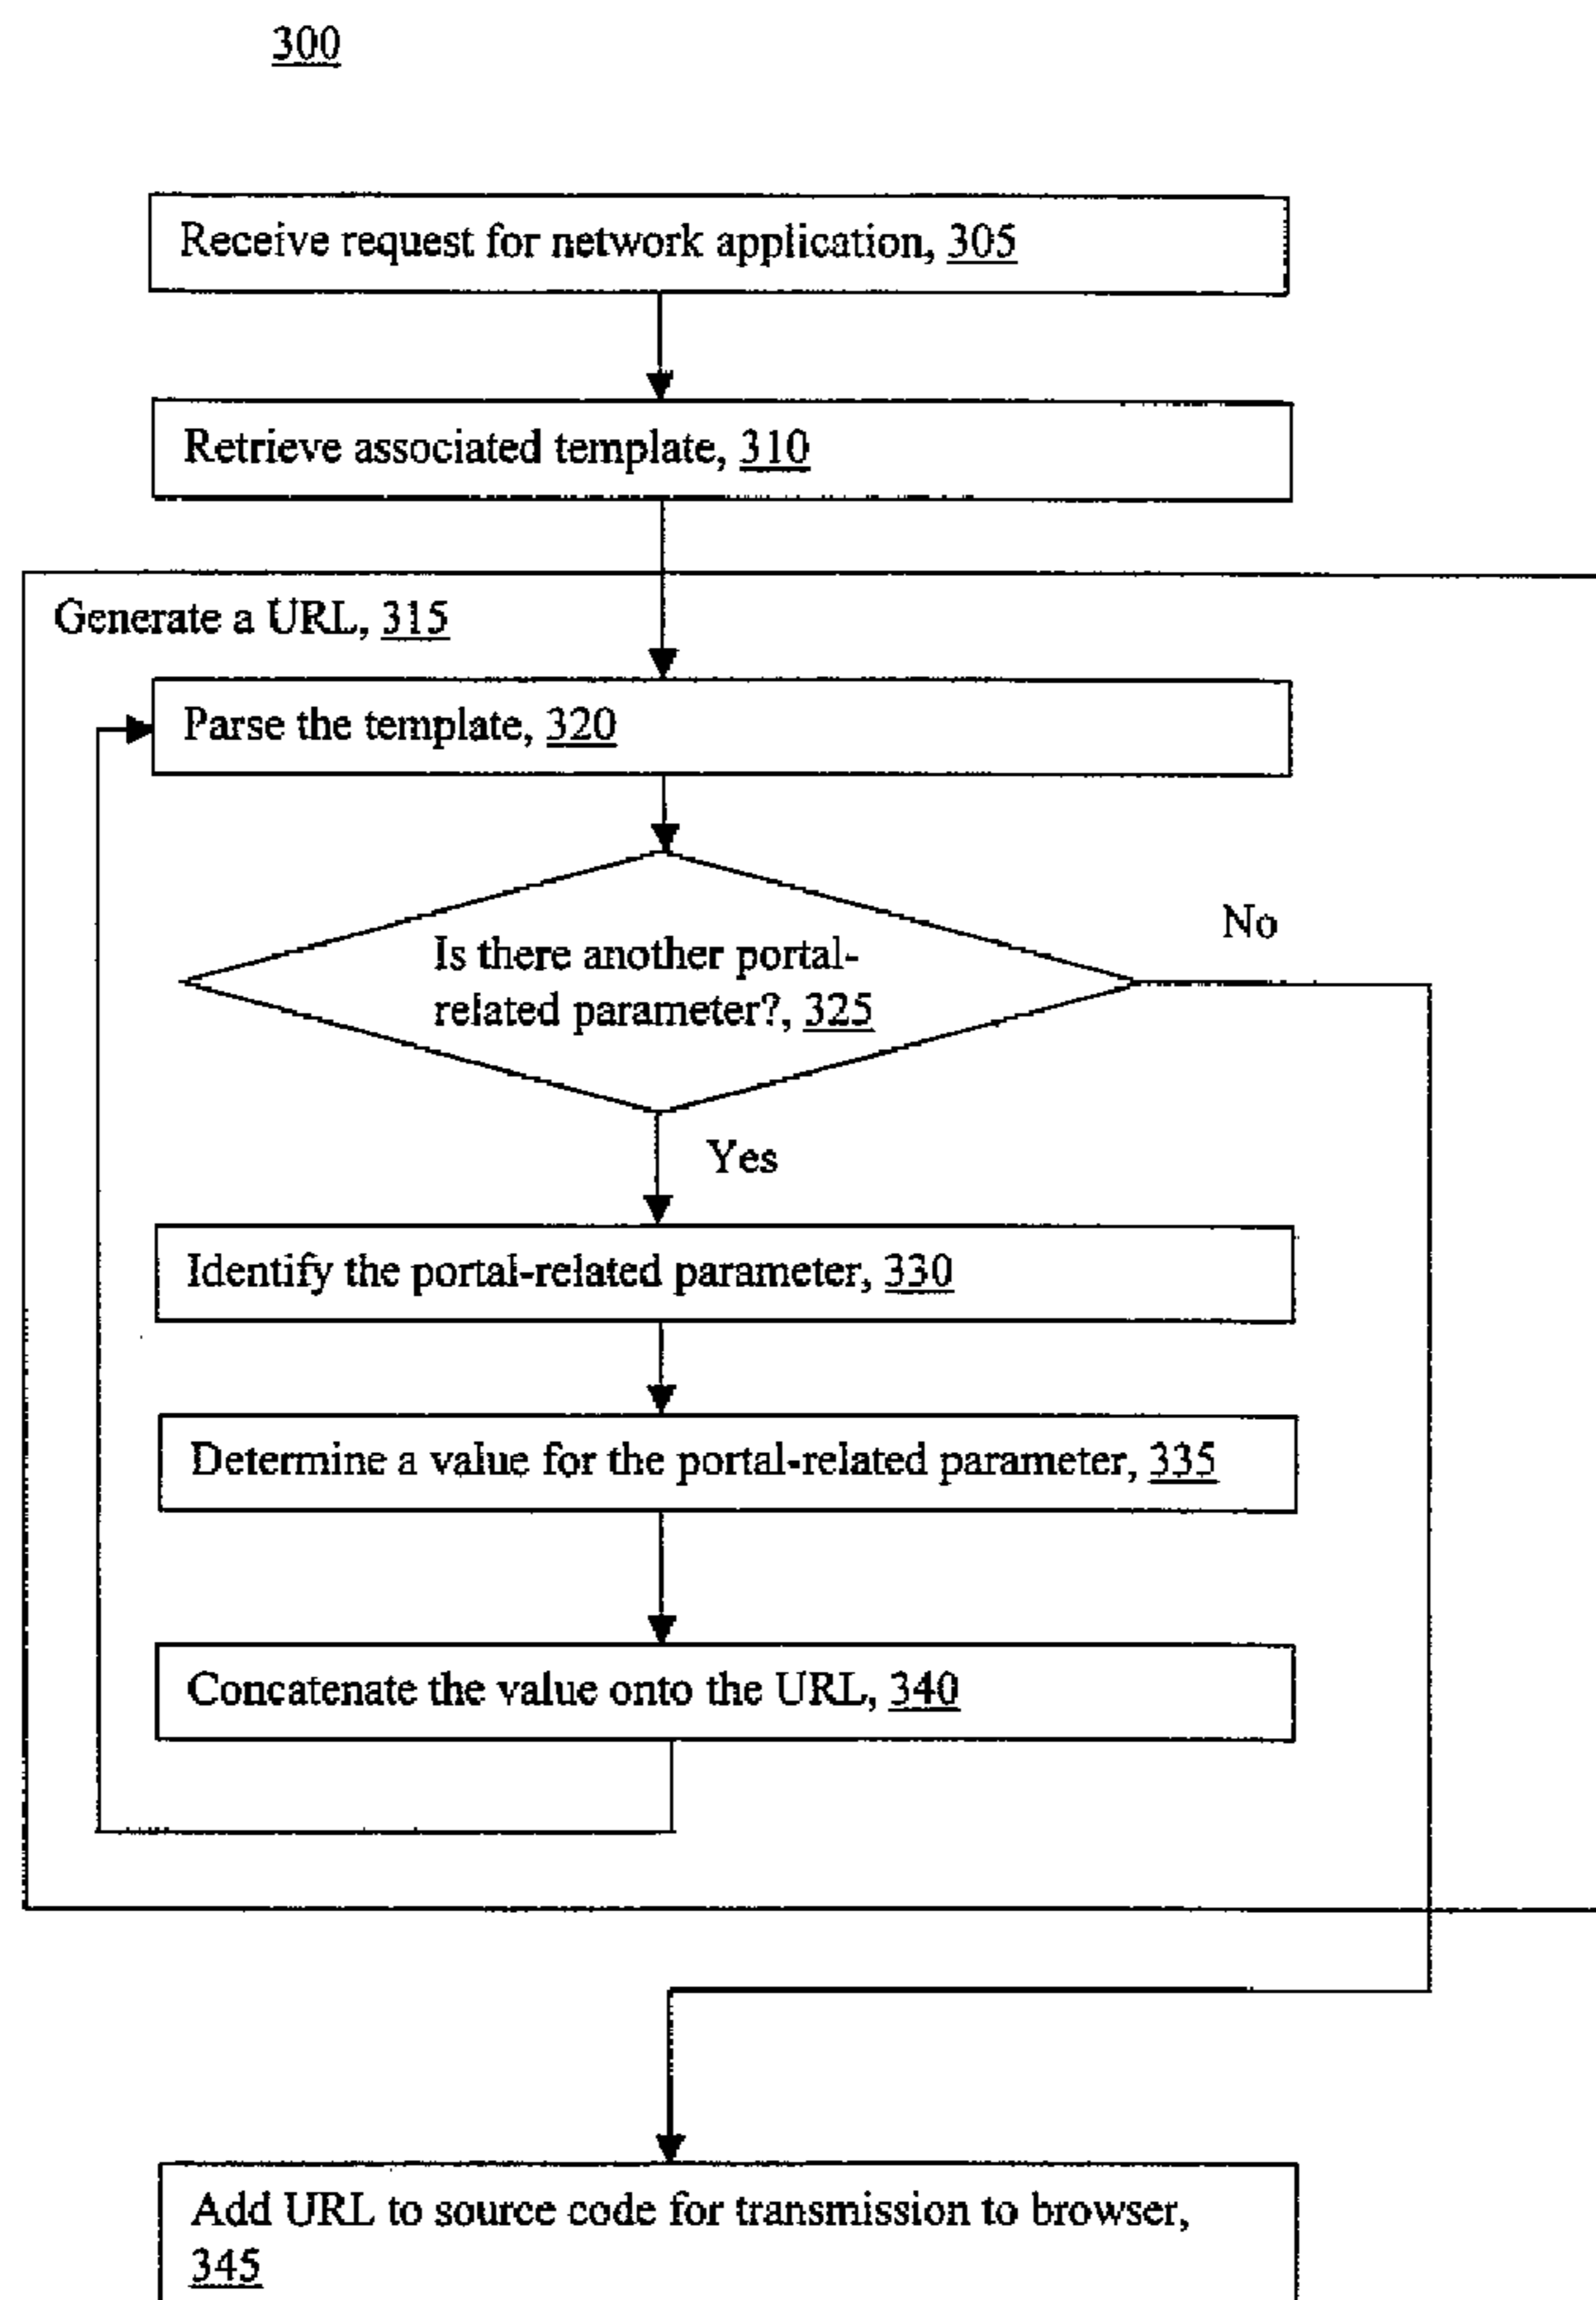 300
Receive request for network application, 305
Retrieve associated template, 310
Generate a URL, 315
Parse the template, 320
Is there another portal-
related parameter?, 325
No
Yes
Identify the portal-related parameter, 330
Determine a value for the portal-related parameter, 335
Concatenate the value onto the URL, 340
Add URL to source code for transmission to browser,
345